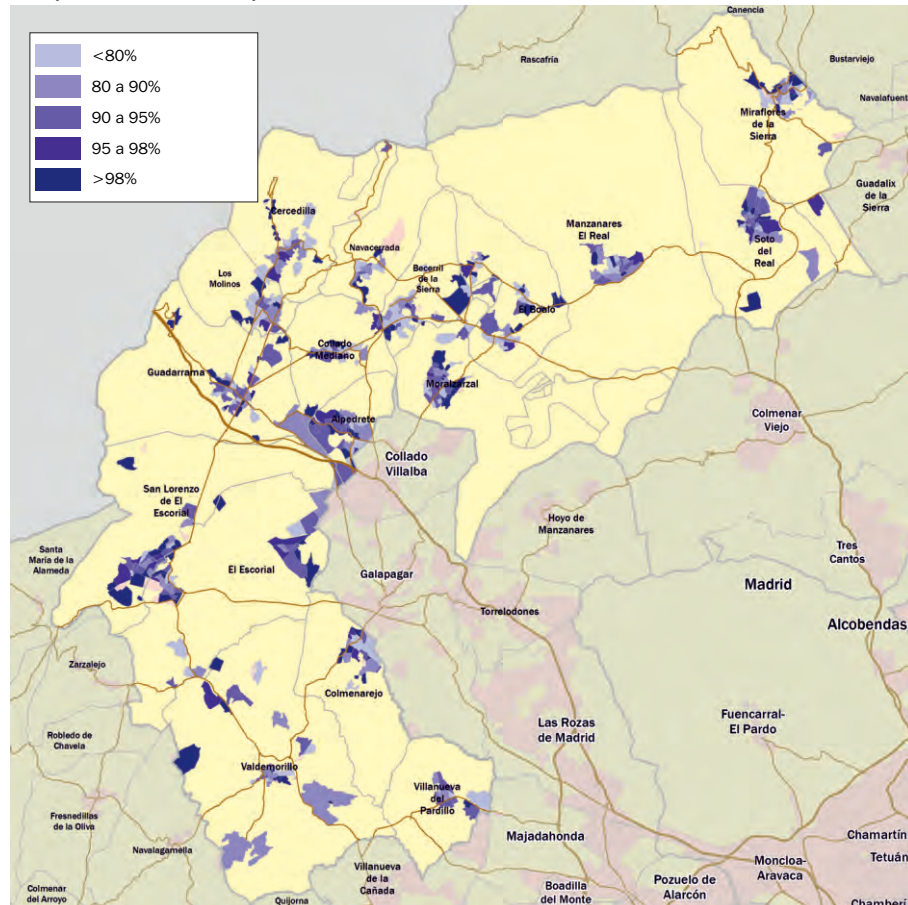 <80%
80 a 90%
90 a 95%
95 a 98%
>98%
Canencia
Rascafría
Bustarviejo
Navalafuent
Miraflores
de la
Sierra
Guadalix
de la
Sierra
Cercedilla
Manzanares
El Real
Soto
del
Real
Navacerrada
Becerril
de la
Sierra
Los
Molinos
El Boalo
Collado
Mediano
Guadarrama
Moralzarzal
Alpedrete
Colmenar
Viejo
Collado
Villalba
San Lorenzo
de El
Escorial
Hoyo de
Manzanares
Santa
María de la
Alameda
El Escorial
Galapagar
Tres
Cantos
Madrid
Torrelodones
Alcobendas
Zarzalejo
Colmenarejo
Robledo de
Chavela
Las Rozas
de Madrid
Fuencarral-
El Pardo
Valdemorillo
Villanueva
del
Pardillo
Fresnedillas
de la Oliva
Majadahonda
Chamartín
Navalagamella
Tetuán
Villanueva
de la
Cañada
Moncloa-
Aravaca
Pozuelo de
Alarcón
Boadilla
del Monte
Colmenar
del Arroyo
Quijorna
Chamberí